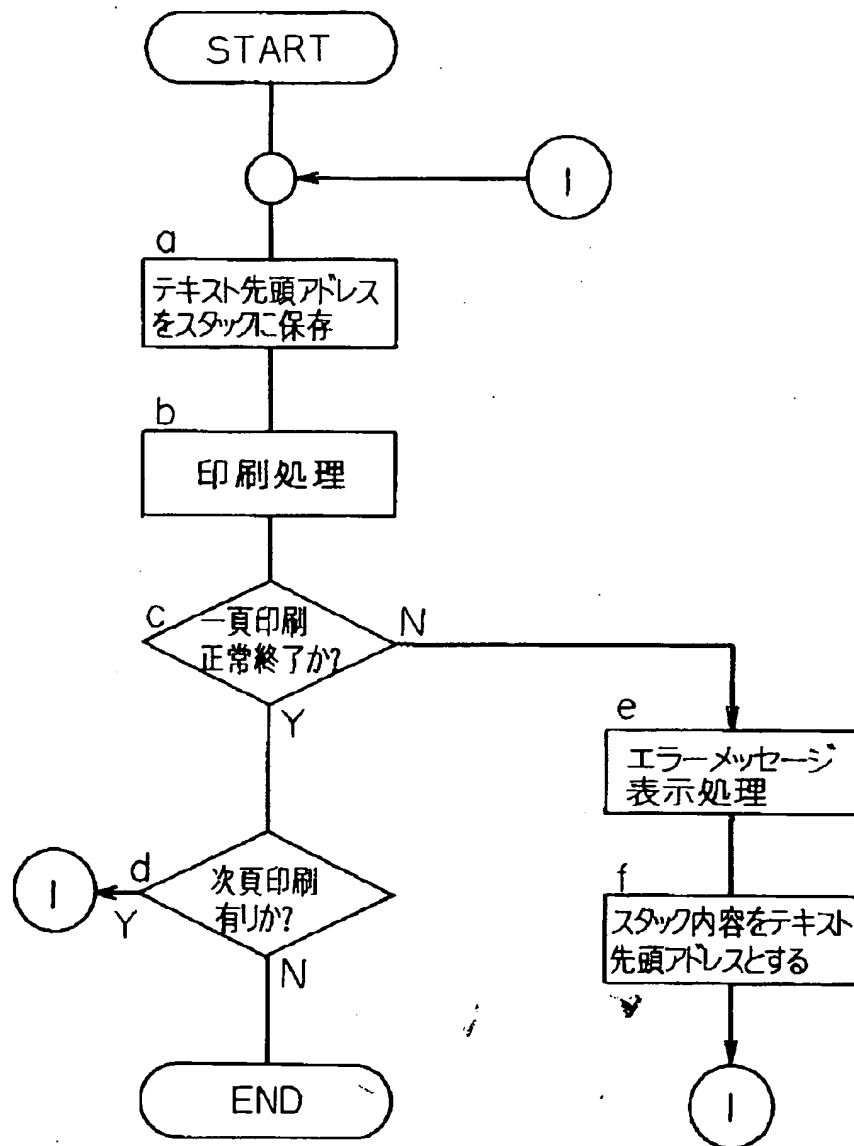 START
1
a
テキスト先頭アドレス
をスタックに保存
b
印刷処理
c
一頁印刷
正常終了か?
N
Y
e
エラーメッセージ
表示処理
d
次頁印刷
有りか?
1
Y
N
f
スタック内容をテキスト
先頭アドレスとする
END
1